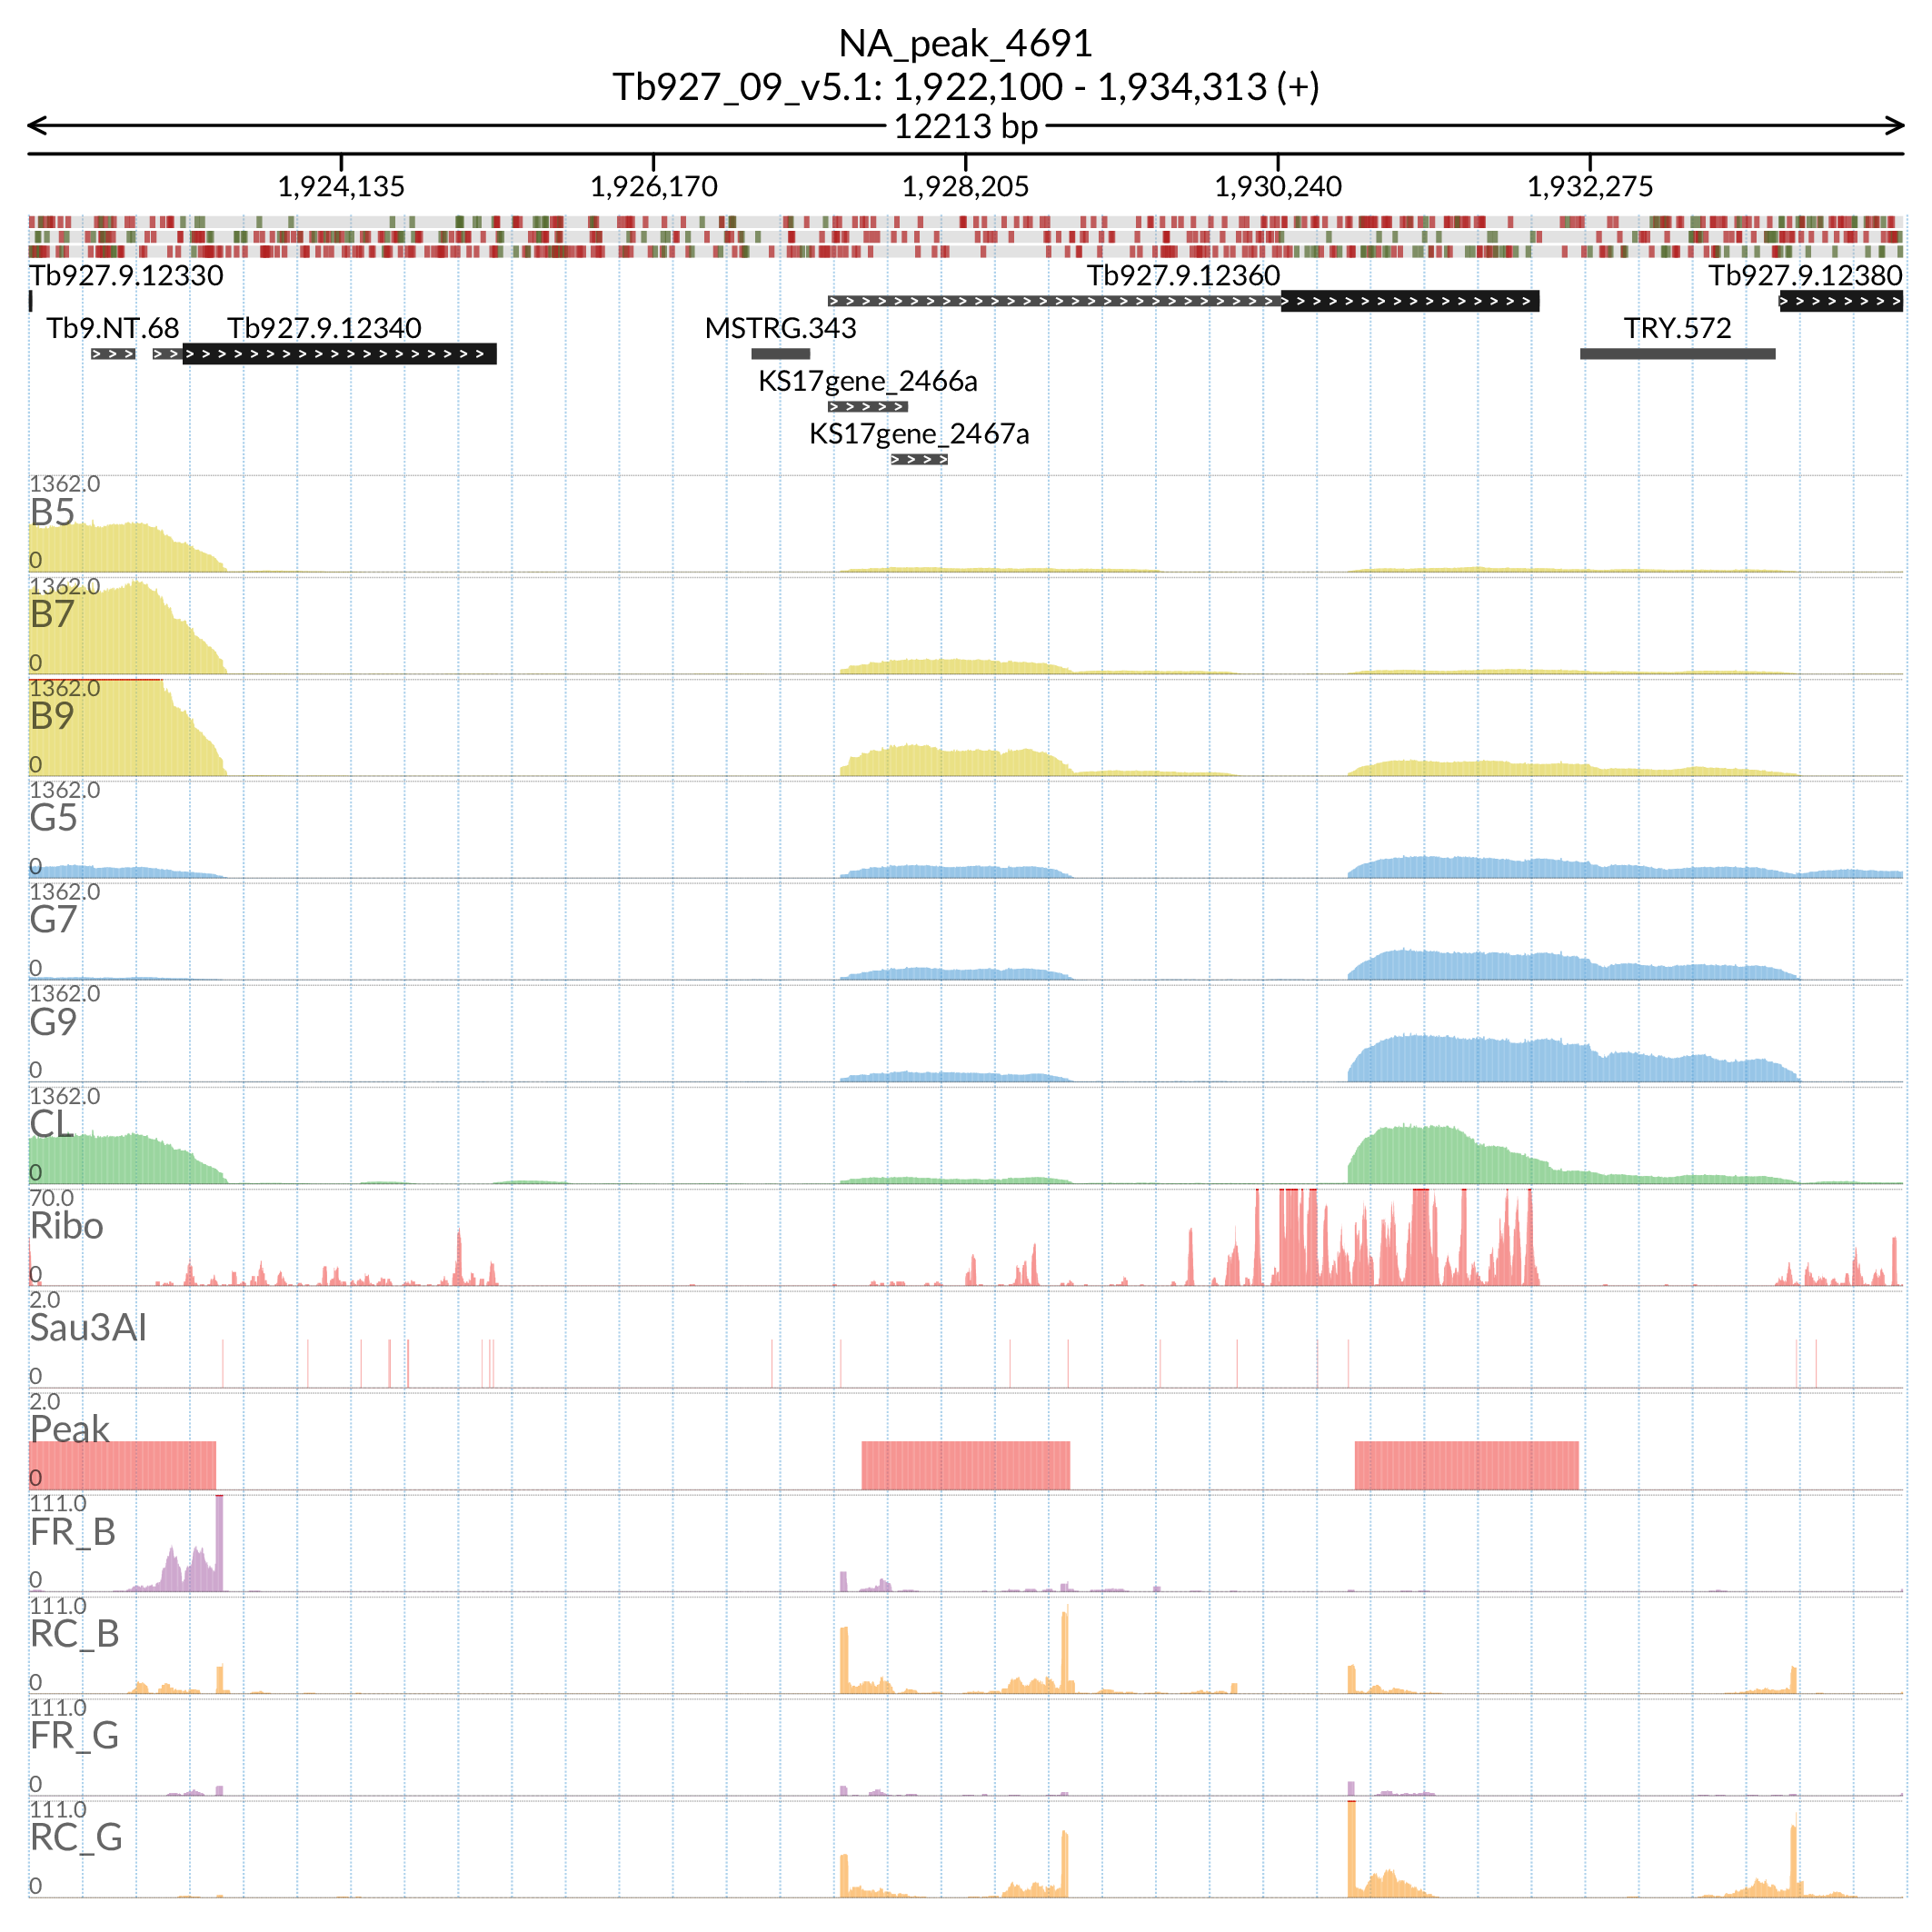 NA_peak_4691
Tb927_09_v5.1: 1,922,100 - 1,934,313 (+)
12213 bp
1,924,135 1,926,170 1,928,205 1,930,240 1,932,275
Tb927.9.12330 Tb927.9.12360 Tb927.9.12380
Tb9.NT.68 Tb927.9.12340 MSTRG.343 TRY.572
KS17gene_2466a
KS17gene_2467a
1362.0
B5
0
1362.0
B7
0
1362.0
B9
0
1362.0
G5
0
1362.0
G7
0
1362.0
G9
0
1362.0
CL
0
70.0
Ribo
0
2.0
Sau3AI
0
2.0
Peak
0
111.0
FR_B
0
111.0
RC_B
0
111.0
FR_G
0
111.0
RC_G
0